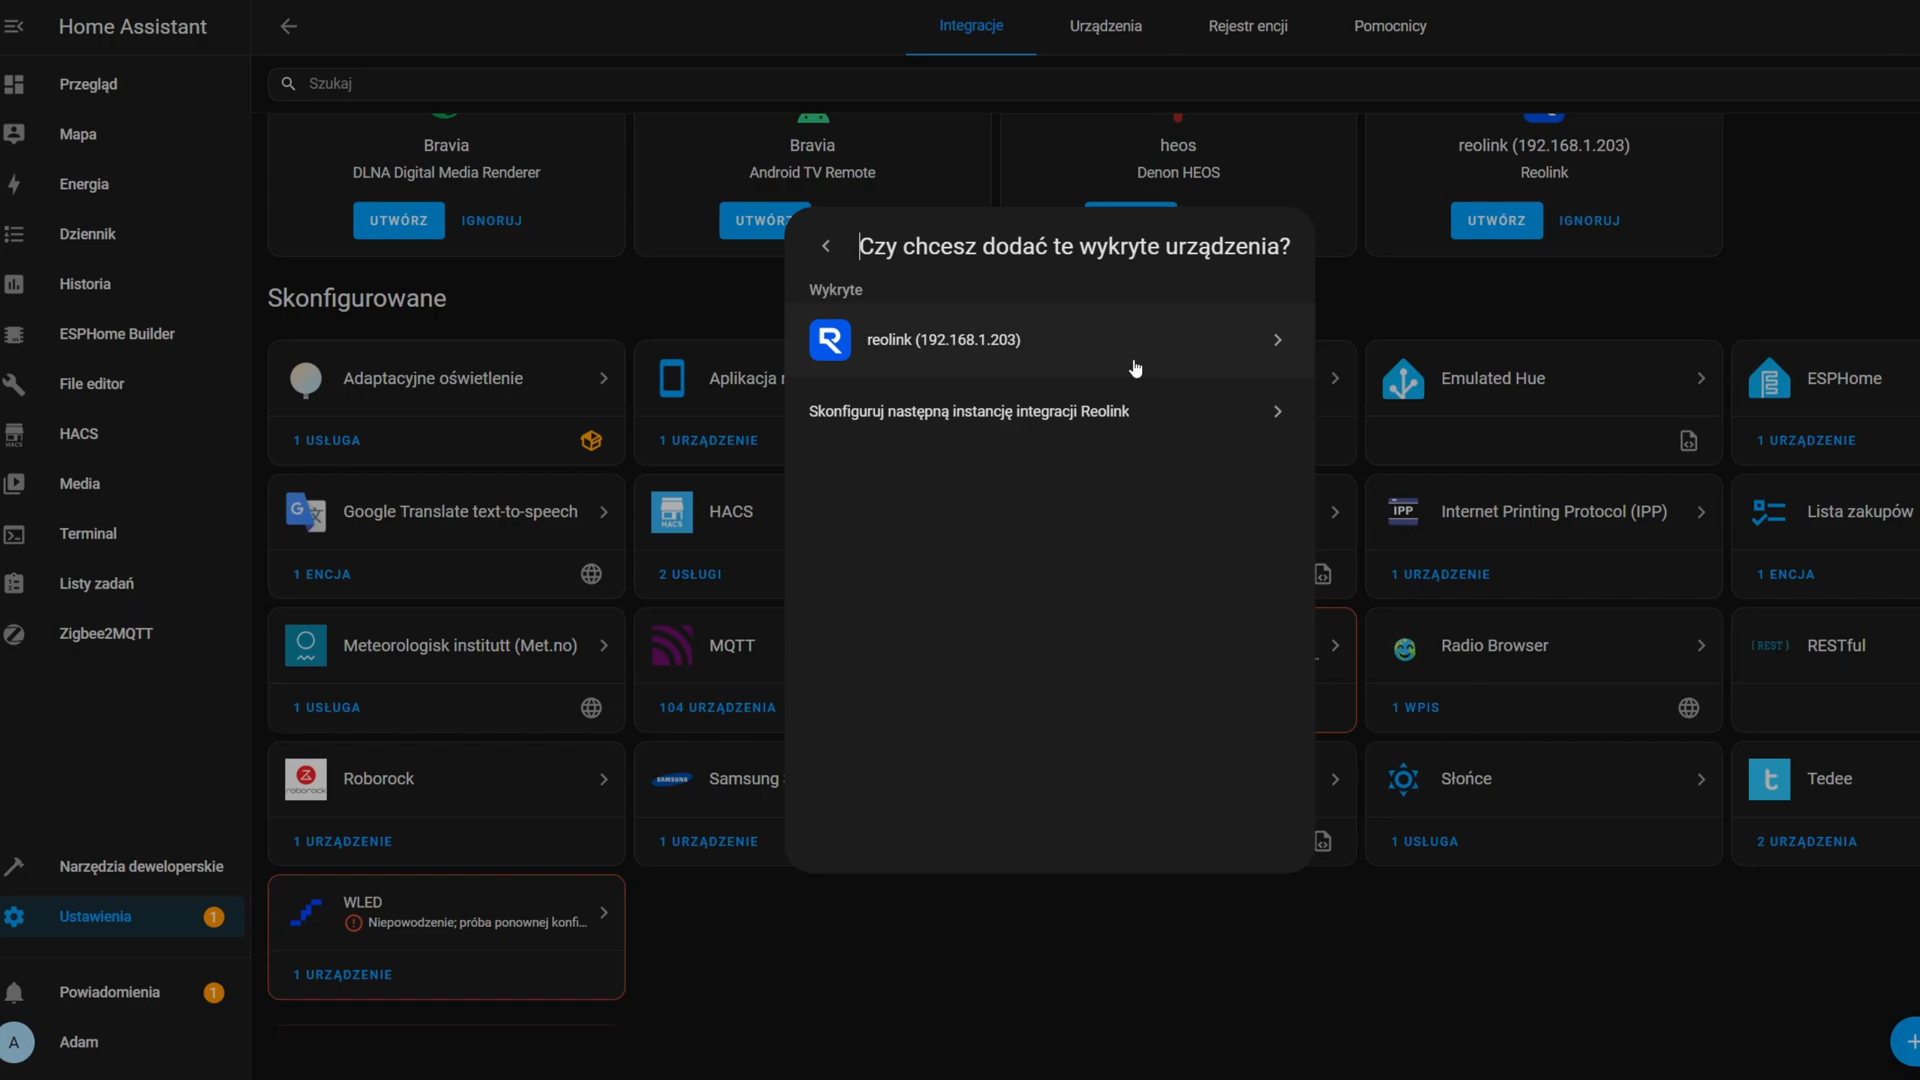 Home Assistant
Integracje
Urządzenia
Rejestr encji
Pomocnicy
Szukaj
Przegląd
Mapa
Energia
Dziennik
Historia
ESPHome Builder
File editor
HACS
Media
Terminal
Listy zadań
Zigbee2MQTT
Narzędzia deweloperskie
Ustawienia
1
Powiadomienia
1
A
Adam
Bravia
DLNA Digital Media Renderer
UTWÓRZ
IGNORUJ
Bravia
Android TV Remote
heos
Denon HEOS
reolink (192.168.1.203)
Reolink
UTWÓRZ
IGNORUJ
Czy chcesz dodać te wykryte urządzenia?
Wykryte
reolink (192.168.1.203)
Skonfiguruj następną instancję integracji Reolink
Skonfigurowane
Adaptacyjne oświetlenie
1 USŁUGA
Aplikacja
1 URZĄDZENIE
Emulated Hue
ESPHome
1 URZĄDZENIE
Google Translate text-to-speech
1 ENCJA
HACS
HACS
2 USŁUGI
IPP
Internet Printing Protocol (IPP)
1 URZĄDZENIE
Lista zakupów
1 ENCJA
Meteorologisk institutt (Met.no)
1 USŁUGA
MQTT
104 URZĄDZENIA
Radio Browser
1 WPIS
{REST}
RESTful
roborock
Roborock
1 URZĄDZENIE
SAMSUNG
Samsung
1 URZĄDZENIE
Słońce
1 USŁUGA
t
Tedee
2 URZĄDZENIA
WLED
Niepowodzenie; próba ponownej konfi...
1 URZĄDZENIE